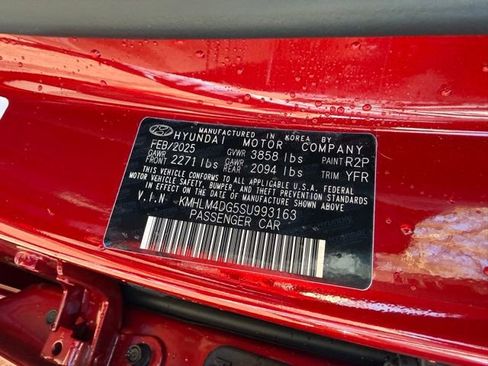 MANUFACTURED IN KOREA BY
HYUNDAI MOTOR COMPANY
FEB/2025 GVWR 3858 lbs PAINT R2P
GAWR FRONT 2271 lbs GAWR REAR 2094 lbs TRIM YFR
THIS VEHICLE CONFORMS TO ALL APPLICABLE U.S.A. FEDERAL
MOTOR VEHICLE SAFETY, BUMPER, AND THEFT PREVENTION
STANDARDS IN EFFECT ON THE DATE OF MANUFACTURE SHOWN ABOVE.
V.I.N KMHLM4DG5SU993163
PASSENGER CAR